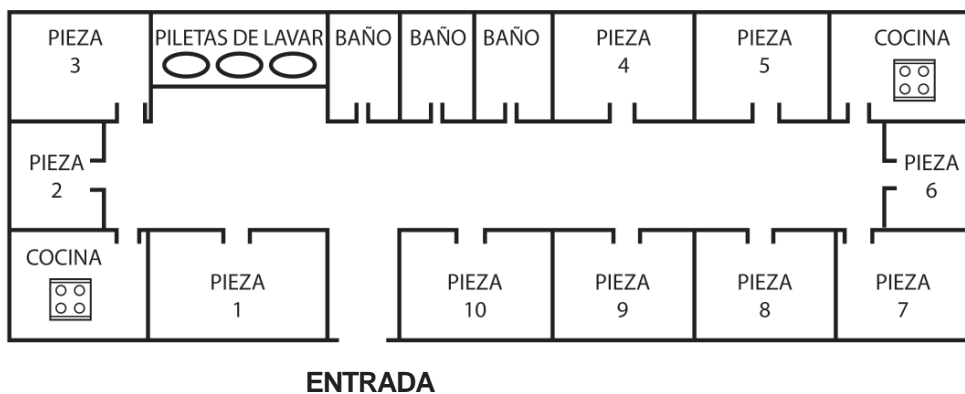 PIEZA
3
PILETAS DE LAVAR
BAÑO
BAÑO
BAÑO
PIEZA
4
PIEZA
5
COCINA
PIEZA
2
PIEZA
6
COCINA
PIEZA
1
PIEZA
10
PIEZA
9
PIEZA
8
PIEZA
7
ENTRADA